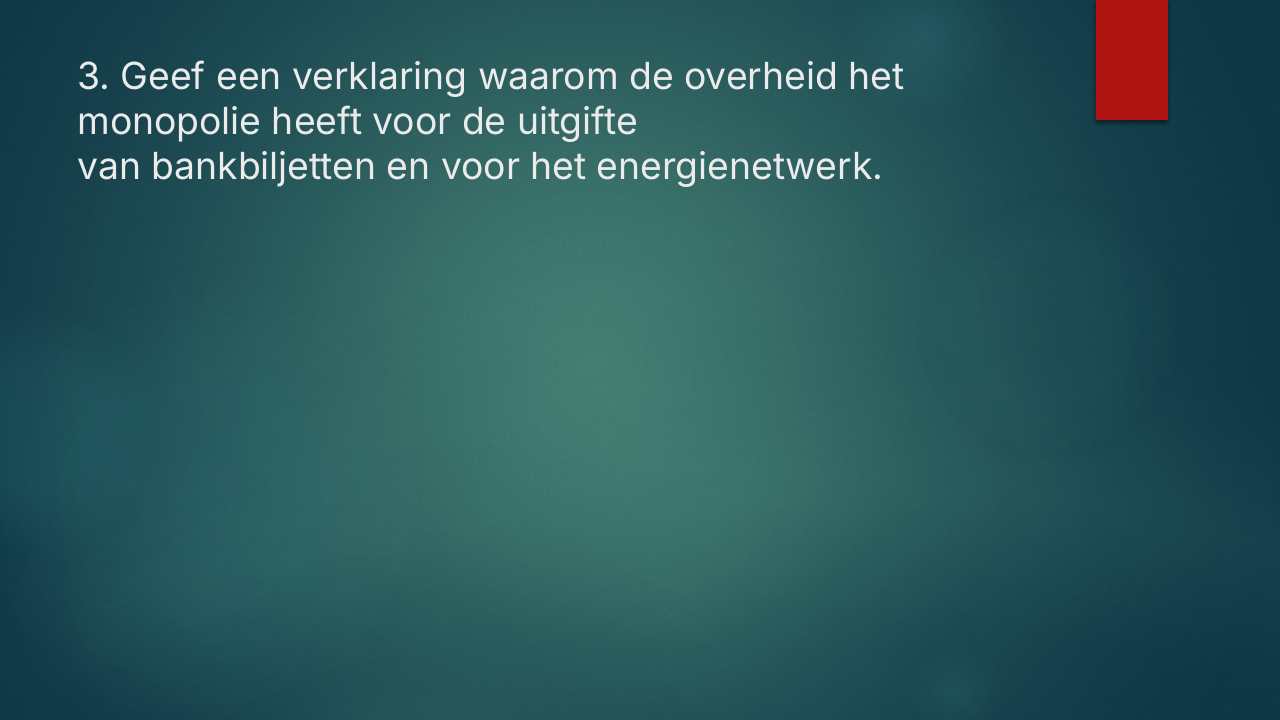 3. Geef een verklaring waarom de overheid het
monopolie heeft voor de uitgifte
van bankbiljetten en voor het energienetwerk.